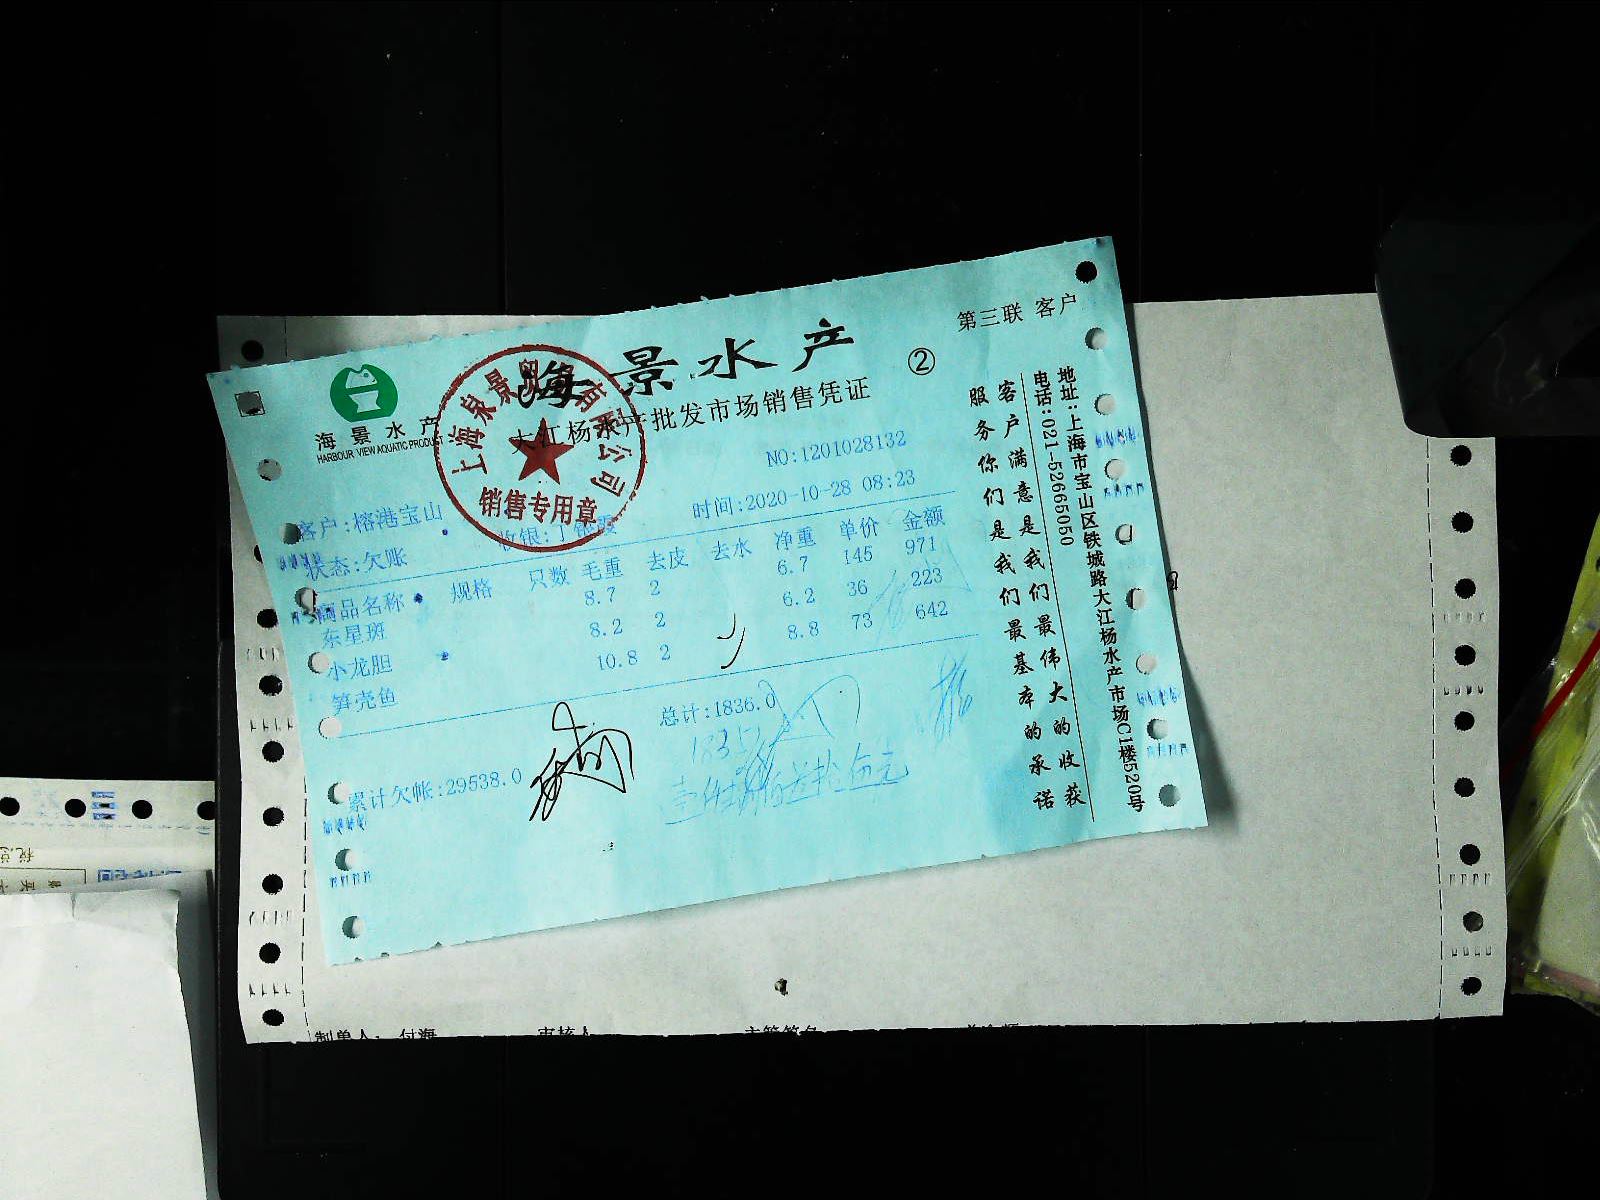 第三联 客户
海景水产
②
海景水产
HARBOUR VIEW AQUATIC PRODUCT
大江杨水产批发市场销售凭证
上海泉景贸易有限公司
销售专用章
NO:1201028132
客户:榕港宝山
时间:2020-10-28 08:23
状态:欠账
收银:丁
商品名称 规格 只数 毛重 去皮 去水 净重 单价 金额
东星斑 8.7 2 6.7 145 971
小龙胆 8.2 2 6.2 36 223
笋壳鱼 10.8 2 8.8 73 642
总计:1836.0
累计欠帐:29538.0
1835
客户满意是我们最伟大的收获
服务你们是我们最基本的承诺
地址:上海市宝山区铁城路大江杨水产市场C1楼520号
电话:021-52665050
制单人: 付海
审核人